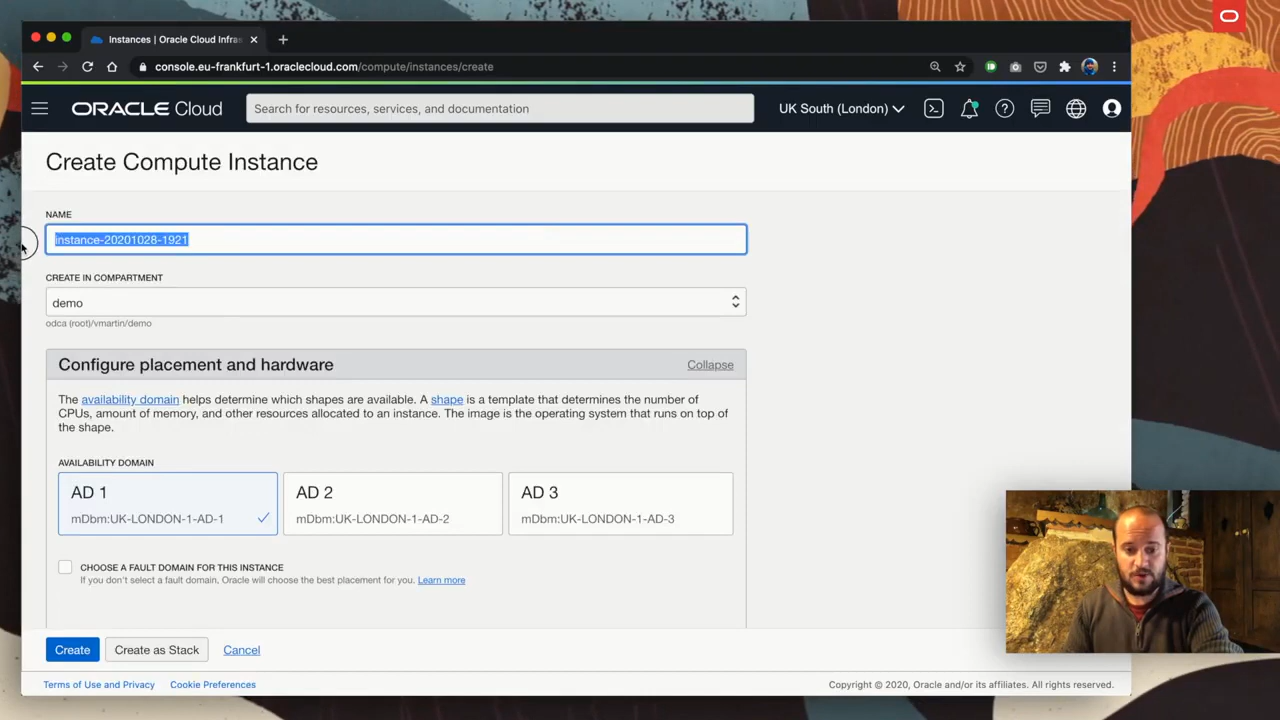 Instances | Oracle Cloud Infras
console.eu-frankfurt-1.oraclecloud.com/compute/instances/create
ORACLE Cloud
Search for resources, services, and documentation
UK South (London)
Create Compute Instance
NAME
instance-20201028-1921
CREATE IN COMPARTMENT
demo
odca (root)/vmartin/demo
Configure placement and hardware
Collapse
The availability domain helps determine which shapes are available. A shape is a template that determines the number of
CPUs, amount of memory, and other resources allocated to an instance. The image is the operating system that runs on top of
the shape.
AVAILABILITY DOMAIN
AD 1
mDbm:UK-LONDON-1-AD-1
AD 2
mDbm:UK-LONDON-1-AD-2
AD 3
mDbm:UK-LONDON-1-AD-3
CHOOSE A FAULT DOMAIN FOR THIS INSTANCE
If you don't select a fault domain, Oracle will choose the best placement for you. Learn more
Create
Create as Stack
Cancel
Terms of Use and Privacy
Cookie Preferences
Copyright © 2020, Oracle and/or its affiliates. All rights reserved.